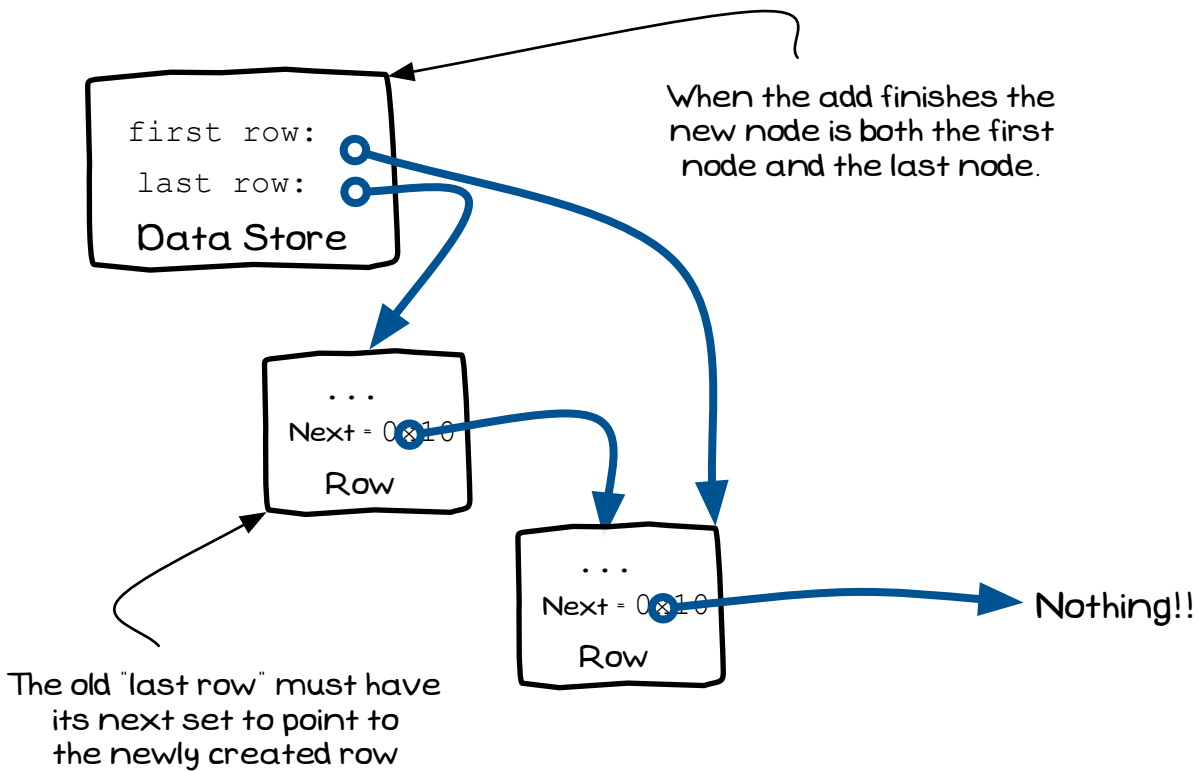 When the add finishes the
new node is both the first
node and the last node.
first row:
last row:
Data Store
...
Next = 0x10
Row
...
Next = 0x10
Row
Nothing!!
The old "last row" must have
its next set to point to
the newly created row